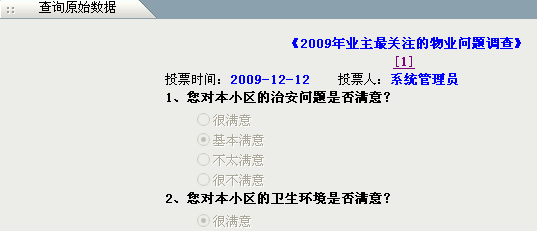 查询原始数据
《2009年业主最关注的物业问题调查》
[1]
投票时间：2009-12-12 投票人：系统管理员
1、您对本小区的治安问题是否满意？
很满意
基本满意
不太满意
很不满意
2、您对本小区的卫生环境是否满意？
很满意